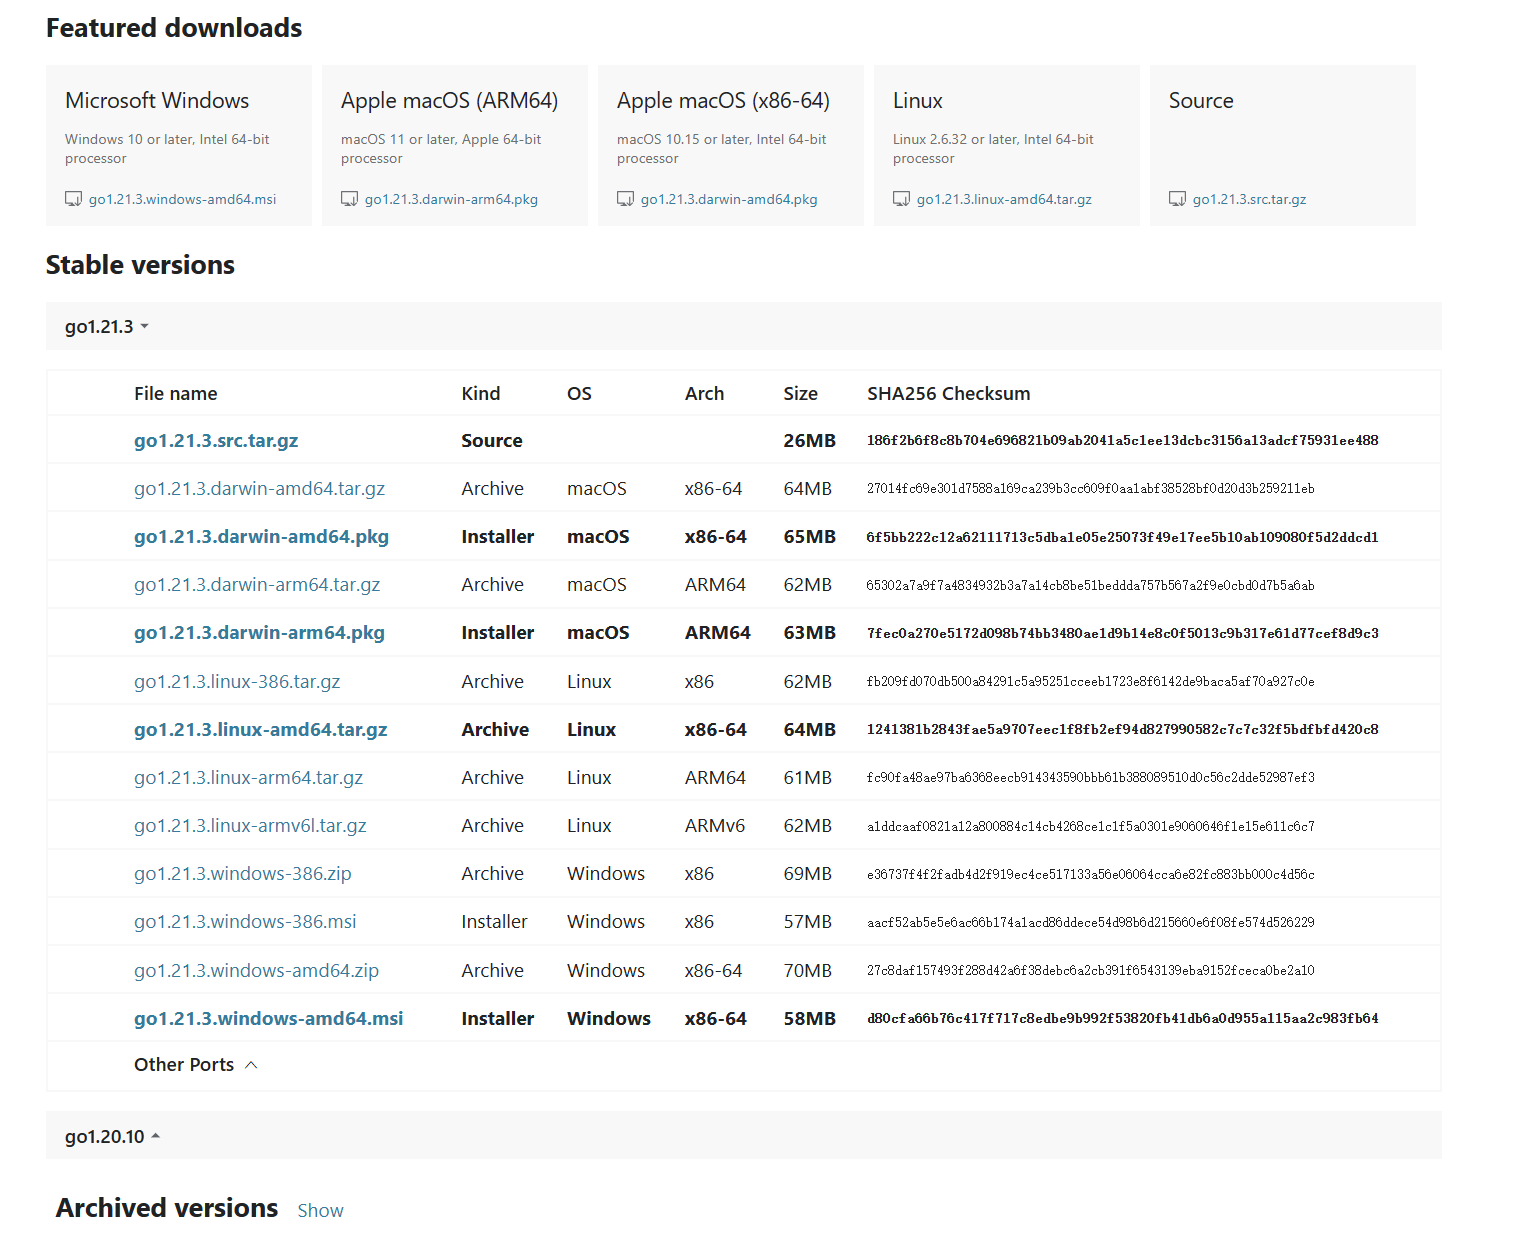 Featured downloads
Microsoft Windows
Windows 10 or later, Intel 64-bit
processor
go1.21.3.windows-amd64.msi
Apple macOS (ARM64)
macOS 11 or later, Apple 64-bit
processor
go1.21.3.darwin-arm64.pkg
Apple macOS (x86-64)
macOS 10.15 or later, Intel 64-bit
processor
go1.21.3.darwin-amd64.pkg
Linux
Linux 2.6.32 or later, Intel 64-bit
processor
go1.21.3.linux-amd64.tar.gz
Source
go1.21.3.src.tar.gz
Stable versions
go1.21.3
File name Kind OS Arch Size SHA256 Checksum
go1.21.3.src.tar.gz Source 26MB 186f2b6f8c8b704e696821b09ab2041a5c1ee13dcbc3156a13adcf75931ee488
go1.21.3.darwin-amd64.tar.gz Archive macOS x86-64 64MB 27014fc69e301d7588a169ca239b3cc609f0aa1abf38528bf0d20d3b259211eb
go1.21.3.darwin-amd64.pkg Installer macOS x86-64 65MB 6f5bb222c12a62111713c5dba1e05e25073f49e17ee5b10ab109080f5d2ddcd1
go1.21.3.darwin-arm64.tar.gz Archive macOS ARM64 62MB 65302a7a9f7a4834932b3a7a14cb8be51beddda757b567a2f9e0cbd0d7b5a6ab
go1.21.3.darwin-arm64.pkg Installer macOS ARM64 63MB 7fec0a270e5172d098b74bb3480ae1d9b14e8c0f5013c9b317e61d77cef8d9c3
go1.21.3.linux-386.tar.gz Archive Linux x86 62MB fb209fd070db500a84291c5a95251cceeb1723e8f6142de9baca5af70a927c0e
go1.21.3.linux-amd64.tar.gz Archive Linux x86-64 64MB 1241381b2843fae5a9707eec1f8fb2ef94d827990582c7c7c32f5bdfbfd420c8
go1.21.3.linux-arm64.tar.gz Archive Linux ARM64 61MB fc90fa48ae97ba6368eecb914343590bbb61b388089510d0c56c2dde52987ef3
go1.21.3.linux-armv6l.tar.gz Archive Linux ARMv6 62MB a1ddcaaf0821a12a800884c14cb4268ce1c1f5a0301e9060646f1e15e611c6c7
go1.21.3.windows-386.zip Archive Windows x86 69MB e36737f4f2fadb4d2f919ec4ce517133a56e06064cca6e82fc883bb000c4d56c
go1.21.3.windows-386.msi Installer Windows x86 57MB aacf52ab5e5e6ac66b174a1acd86ddece54d98b6d215660e6f08fe574d526229
go1.21.3.windows-amd64.zip Archive Windows x86-64 70MB 27c8daf157493f288d42a6f38debc6a2cb391f6543139eba9152fceca0be2a10
go1.21.3.windows-amd64.msi Installer Windows x86-64 58MB d80cfa66b76c417f717c8edbe9b992f53820fb41db6a0d955a115aa2c983fb64
Other Ports
go1.20.10
Archived versions Show